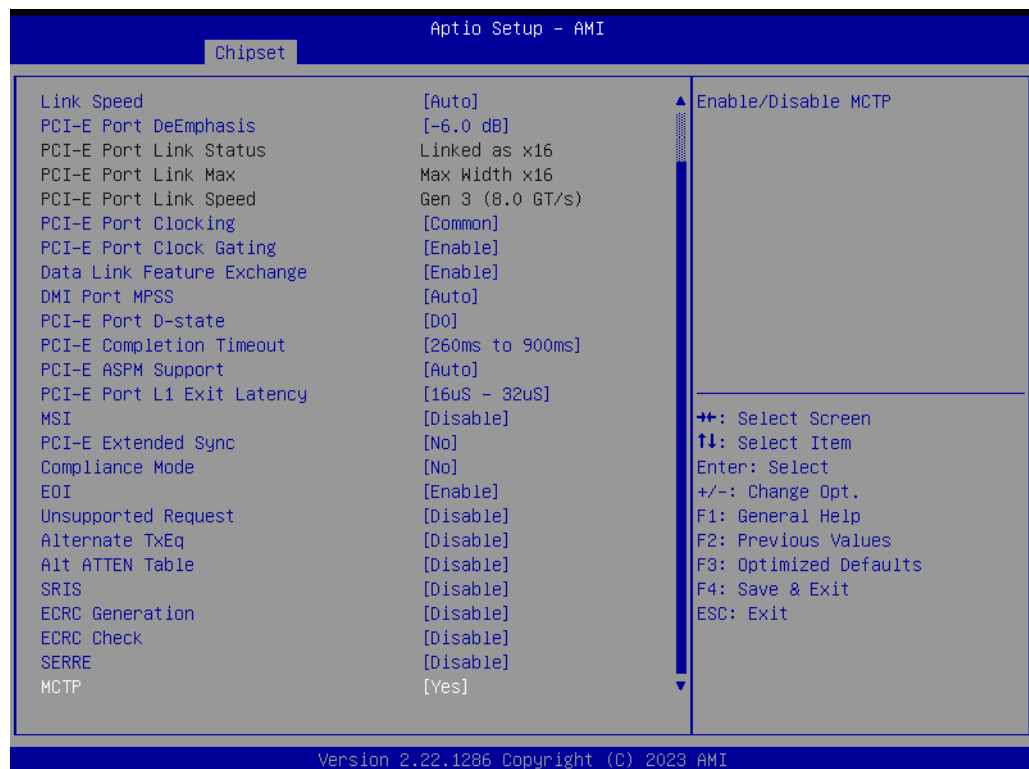 Aptio Setup – AMI
Chipset
Link Speed [Auto]
PCI-E Port DeEmphasis [-6.0 dB]
PCI-E Port Link Status Linked as x16
PCI-E Port Link Max Max Width x16
PCI-E Port Link Speed Gen 3 (8.0 GT/s)
PCI-E Port Clocking [Common]
PCI-E Port Clock Gating [Enable]
Data Link Feature Exchange [Enable]
DMI Port MPSS [Auto]
PCI-E Port D-state [D0]
PCI-E Completion Timeout [260ms to 900ms]
PCI-E ASPM Support [Auto]
PCI-E Port L1 Exit Latency [16uS - 32uS]
MSI [Disable]
PCI-E Extended Sync [No]
Compliance Mode [No]
EOI [Enable]
Unsupported Request [Disable]
Alternate TxEq [Disable]
Alt ATTEN Table [Disable]
SRIS [Disable]
ECRC Generation [Disable]
ECRC Check [Disable]
SERRE [Disable]
MCTP [Yes]
Enable/Disable MCTP
→←: Select Screen
↑↓: Select Item
Enter: Select
+/-: Change Opt.
F1: General Help
F2: Previous Values
F3: Optimized Defaults
F4: Save & Exit
ESC: Exit
Version 2.22.1286 Copyright (C) 2023 AMI